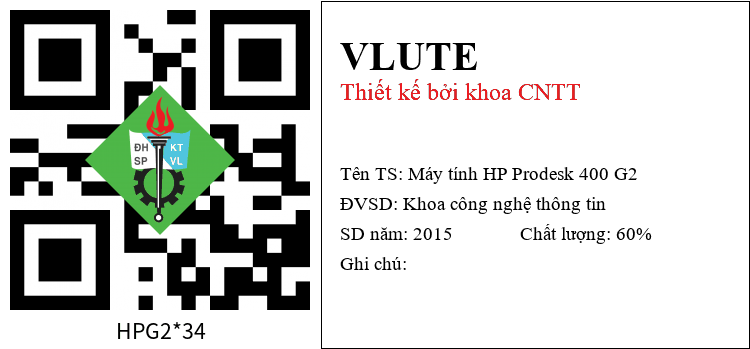 ĐH KT
SP VL
HPG2*34
VLUTE
Thiết kế bởi khoa CNTT
Tên TS: Máy tính HP Prodesk 400 G2
ĐVSD: Khoa công nghệ thông tin
SD năm: 2015 Chất lượng: 60%
Ghi chú: